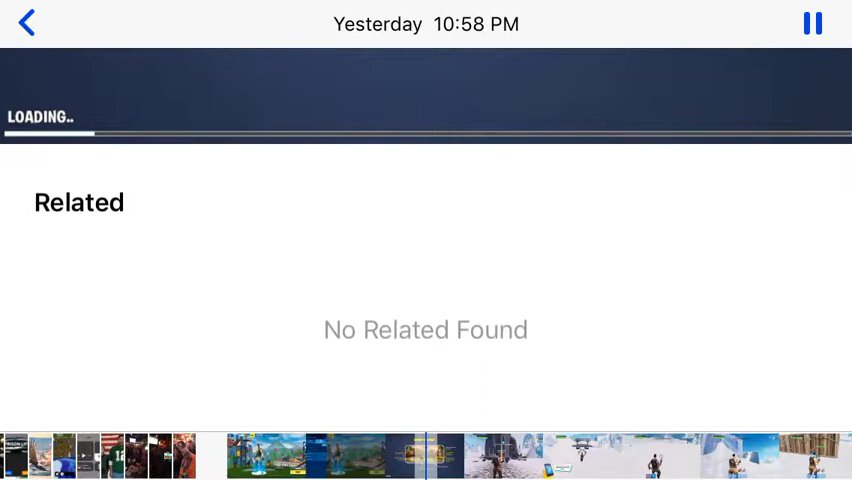 Yesterday 10:58 PM
LOADING..
Related
No Related Found